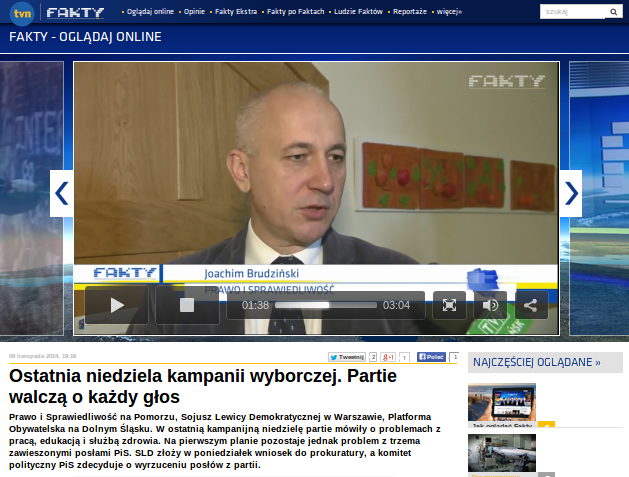 tvn FAKTY Oglądaj online Opinie Fakty Ekstra Fakty po Faktach Ludzie Faktów Reportaże więcej» szukaj
FAKTY - OGLĄDAJ ONLINE
FAKTY
FAKTY Joachim Brudziński
PRAWO I SPRAWIEDLIWOŚĆ
01:38 03:04
09 listopada 2014, 18:16 Tweetnij 2 g+1 1 Poleć 1
Ostatnia niedziela kampanii wyborczej. Partie
walczą o każdy głos
Prawo i Sprawiedliwość na Pomorzu, Sojusz Lewicy Demokratycznej w Warszawie, Platforma
Obywatelska na Dolnym Śląsku. W ostatnią kampanijną niedzielę partie mówiły o problemach z
pracą, edukacją i służbą zdrowia. Na pierwszym planie pozostaje jednak problem z trzema
zawieszonymi posłami PiS. SLD złoży w poniedziałek wniosek do prokuratury, a komitet
polityczny PiS zdecyduje o wyrzuceniu posłów z partii.
NAJCZĘŚCIEJ OGLĄDANE »
Jak oglądać Fakty